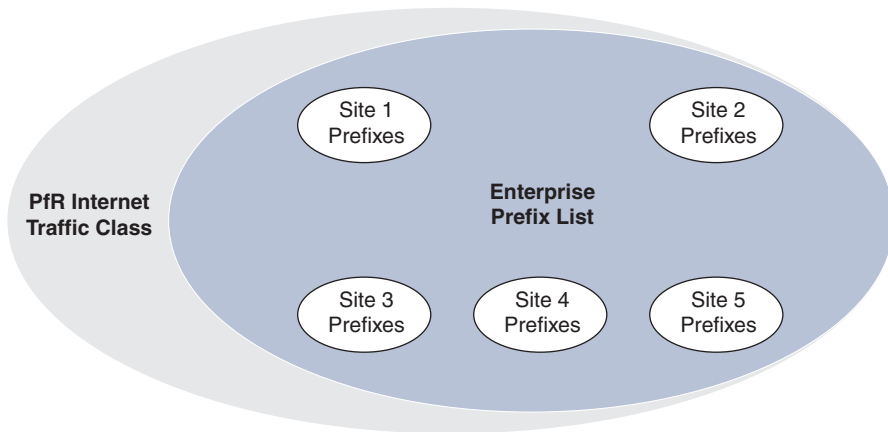 Site 1
Prefixes
Site 2
Prefixes
PfR Internet
Traffic Class
Enterprise
Prefix List
Site 3
Prefixes
Site 4
Prefixes
Site 5
Prefixes